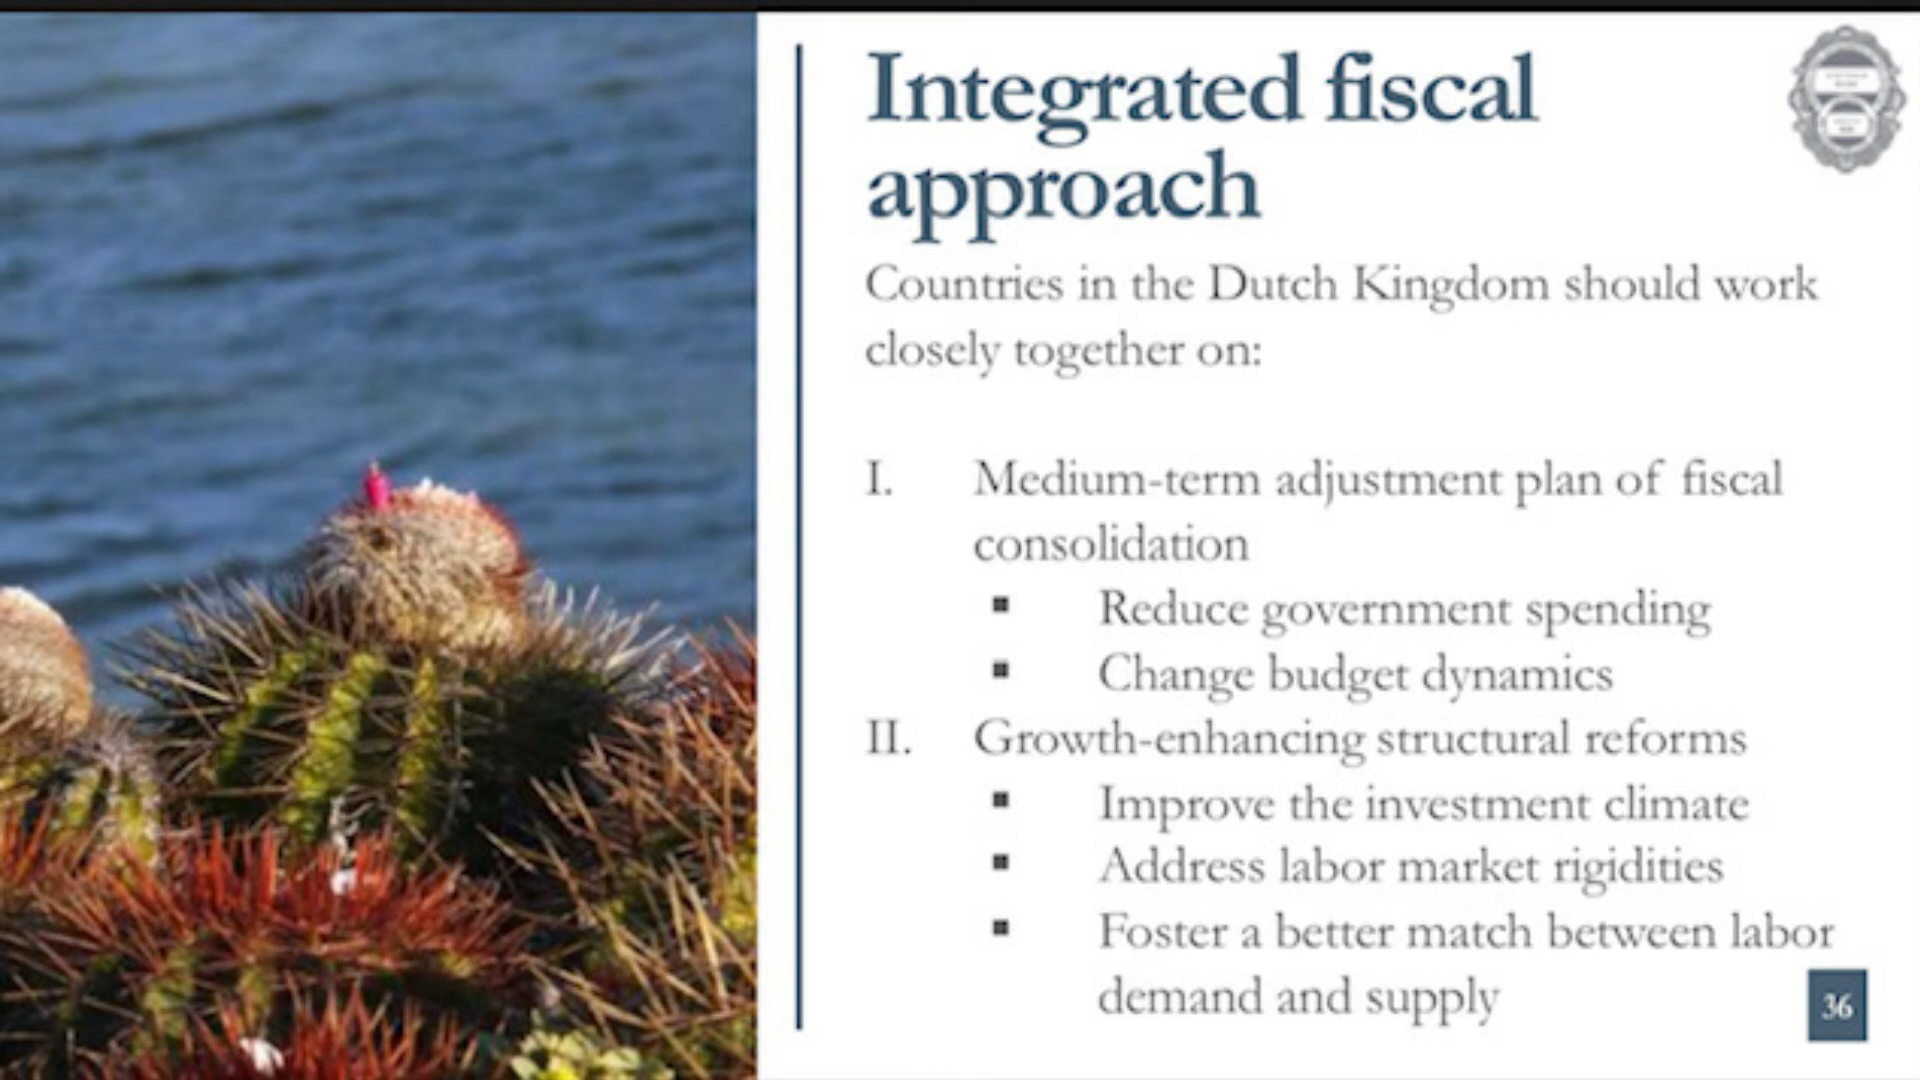 Integrated fiscal
approach
Countries in the Dutch Kingdom should work
closely together on:
I. Medium-term adjustment plan of fiscal
consolidation
▪ Reduce government spending
▪ Change budget dynamics
II. Growth-enhancing structural reforms
▪ Improve the investment climate
▪ Address labor market rigidities
▪ Foster a better match between labor
demand and supply
36